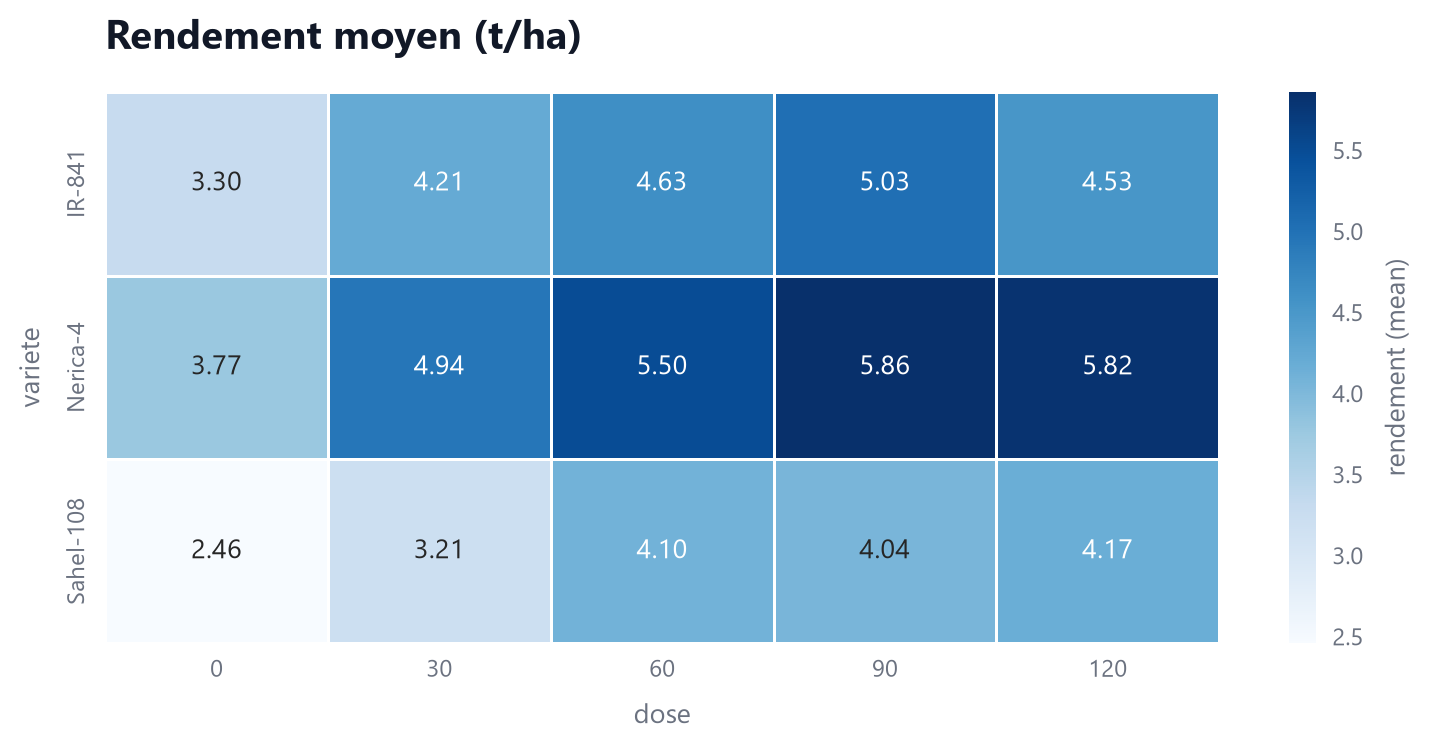 Rendement moyen (t/ha)
variete
IR-841
3.30 4.21 4.63 5.03 4.53
Nerica-4
3.77 4.94 5.50 5.86 5.82
Sahel-108
2.46 3.21 4.10 4.04 4.17
0 30 60 90 120
dose
5.5
5.0
4.5
4.0
3.5
3.0
2.5
rendement (mean)